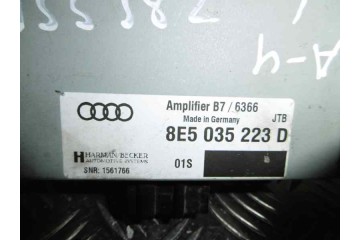 A-4
Amplifier B7 / 6366
Made in Germany
JTB
8E5 035 223 D
HARMAN/BECKER
AUTOMOTIVE SYSTEMS
01S
SNR: 1561766